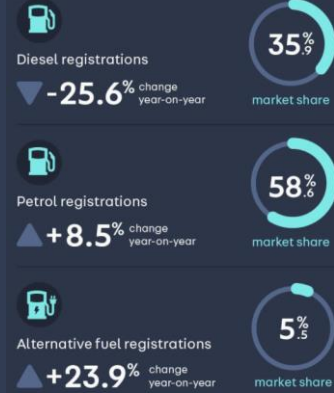 Diesel registrations
-25.6% change
year-on-year
35.9%
market share
Petrol registrations
+8.5% change
year-on-year
58.6%
market share
Alternative fuel registrations
+23.9% change
year-on-year
5.5%
market share